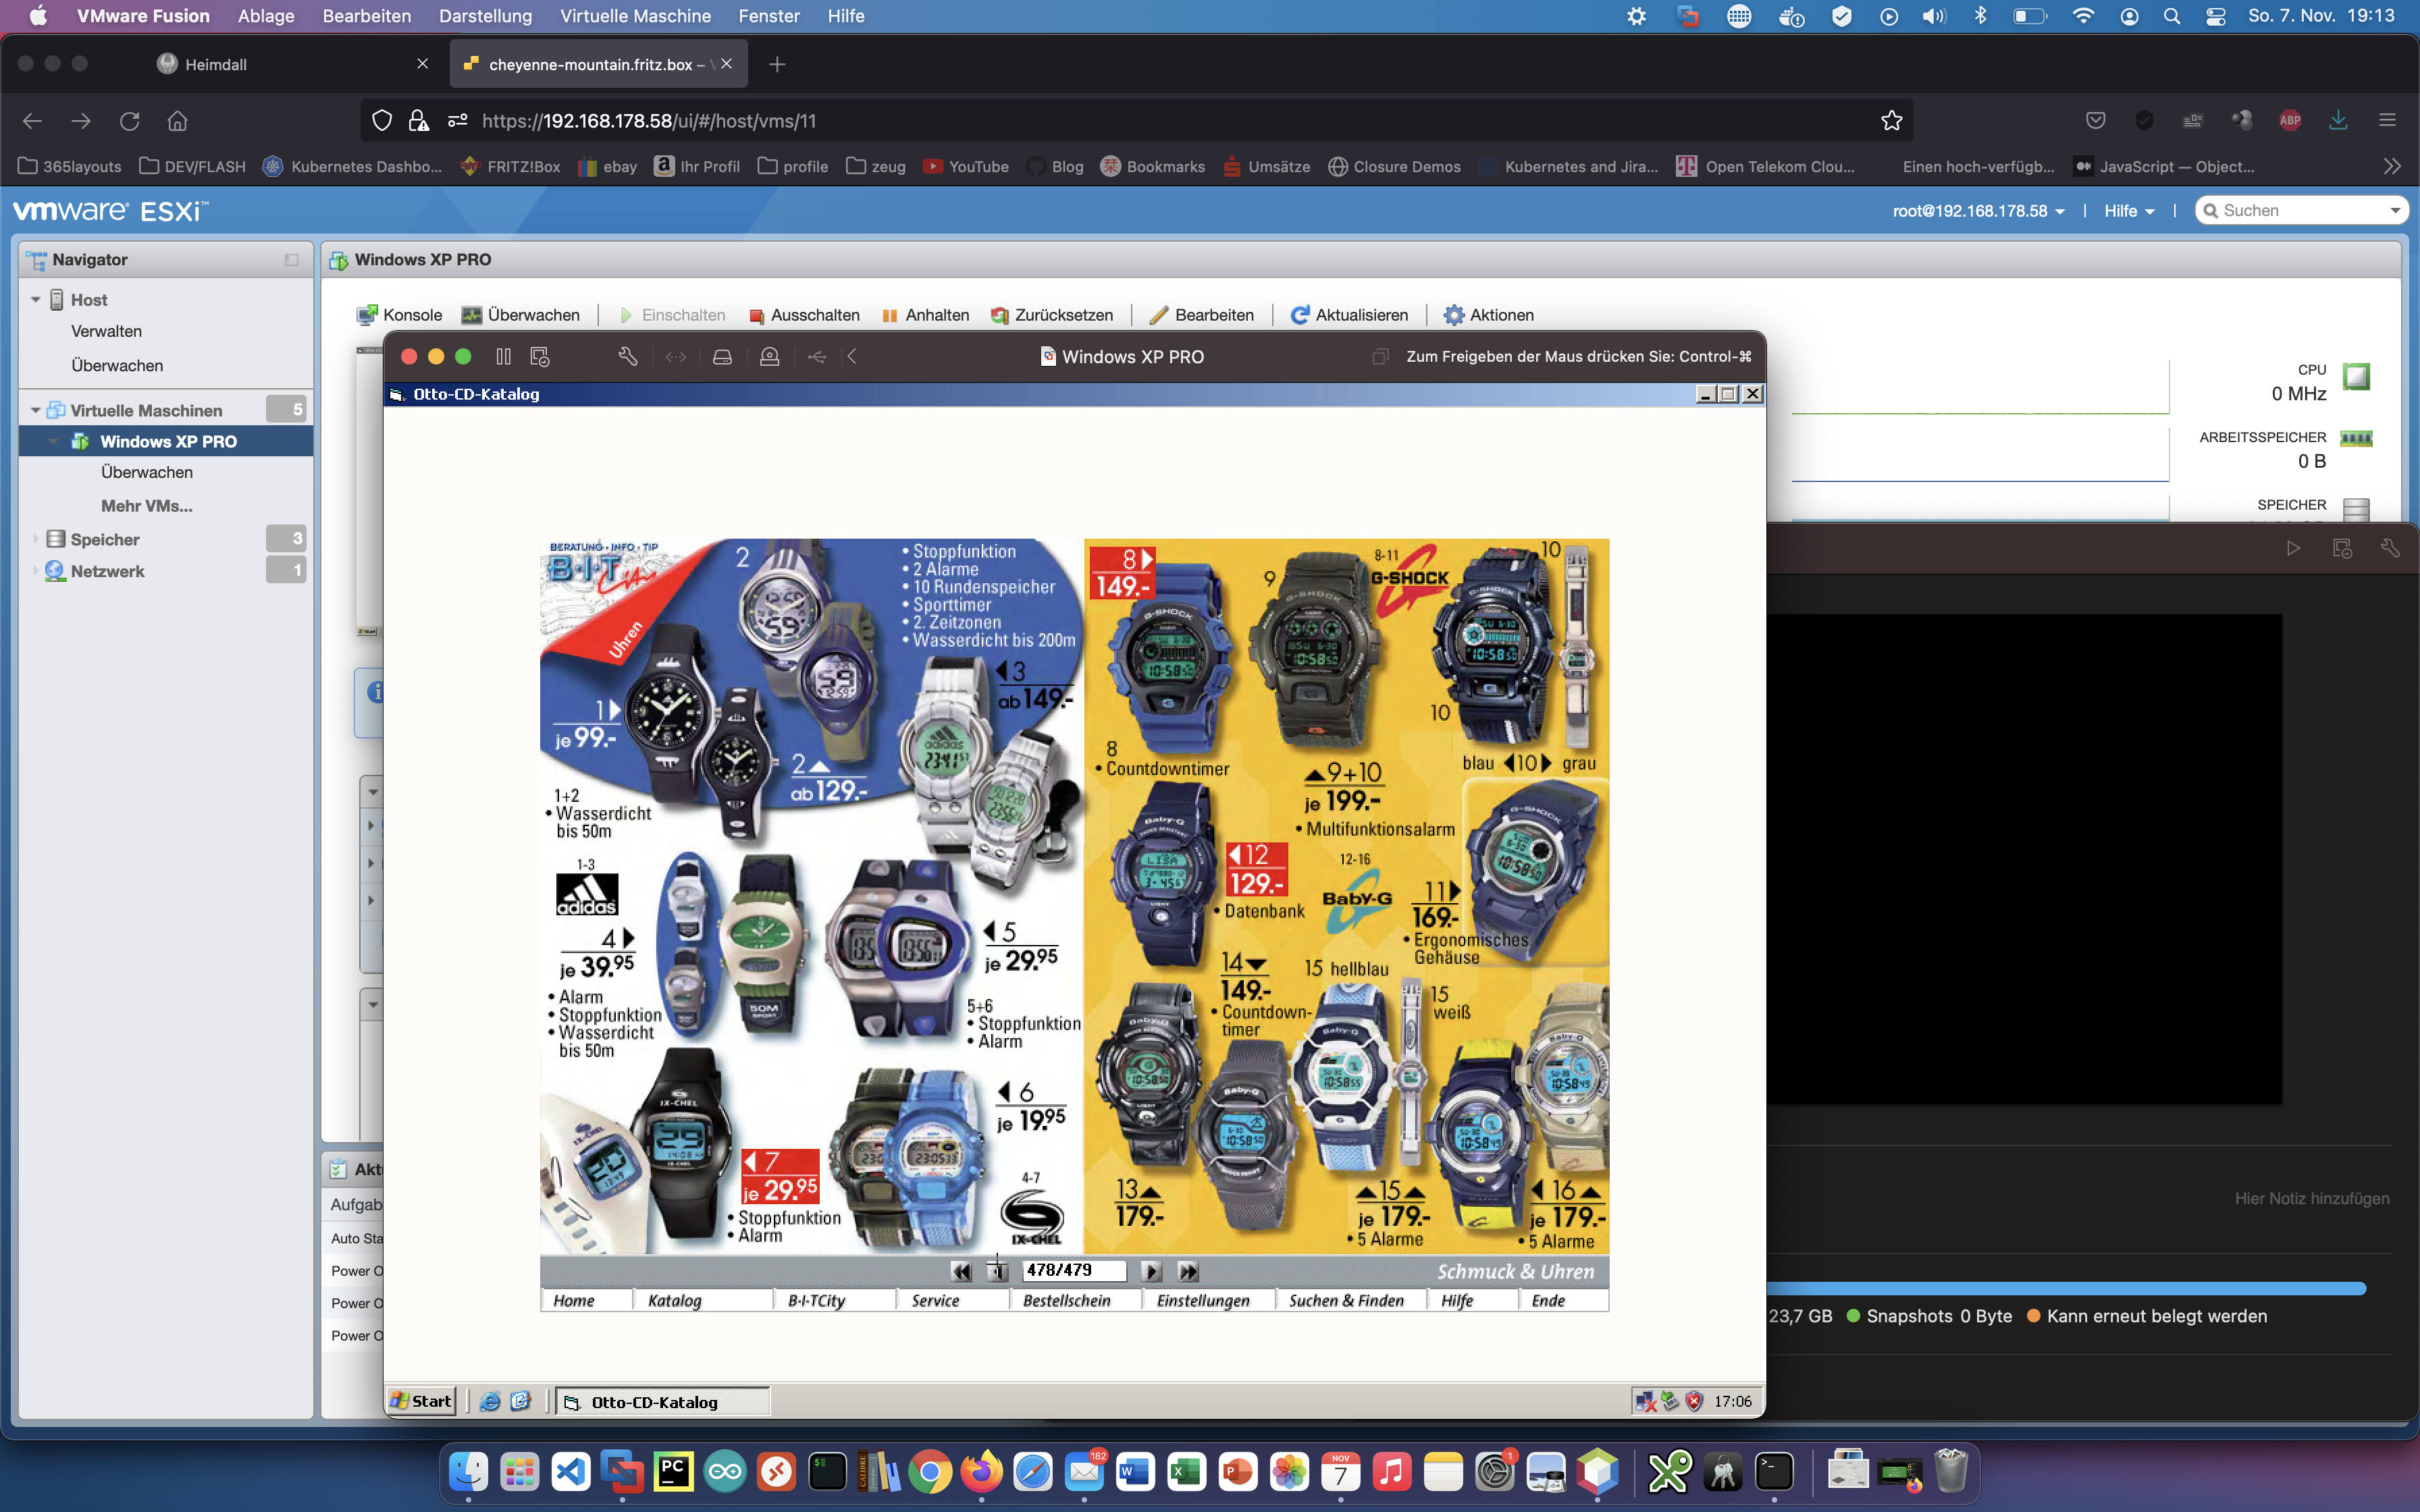 VMware Fusion Ablage Bearbeiten Darstellung Virtuelle Maschine Fenster Hilfe
So. 7. Nov. 19:13
Heimdall
cheyenne-mountain.fritz.box –
https://192.168.178.58/ui/#/host/vms/11
ABP
365layouts DEV/FLASH Kubernetes Dashbo... FRITZ!Box ebay Ihr Profil profile zeug YouTube Blog Bookmarks Umsätze Closure Demos Kubernetes and Jira... Open Telekom Clou... Einen hoch-verfügb... JavaScript — Object...
vmware ESXi™
root@192.168.178.58 | Hilfe | Suchen
Navigator
Host
Verwalten
Überwachen
Virtuelle Maschinen 5
Windows XP PRO
Überwachen
Mehr VMs...
Speicher 3
Netzwerk 1
Windows XP PRO
Konsole Überwachen Einschalten Ausschalten Anhalten Zurücksetzen Bearbeiten Aktualisieren Aktionen
CPU
0 MHz
ARBEITSSPEICHER
0 B
SPEICHER
Windows XP PRO
Zum Freigeben der Maus drücken Sie: Control-⌘
Otto-CD-Katalog
BERATUNG · INFO · TIP
B·I·T City
Uhren
2
• Stoppfunktion
• 2 Alarme
• 10 Rundenspeicher
• Sporttimer
• 2. Zeitzonen
• Wasserdicht bis 200m
3
ab 149.-
1
je 99.-
2
ab 129.-
1+2
• Wasserdicht
bis 50m
1-3
adidas
4
je 39.95
• Alarm
• Stoppfunktion
• Wasserdicht
bis 50m
5
je 29.95
5+6
• Stoppfunktion
• Alarm
6
je 19.95
7
je 29.95
• Stoppfunktion
• Alarm
4-7
IX-CHEL
8
149.-
9
8-11
G-SHOCK
10
10
8
• Countdowntimer
9+10
je 199.-
• Multifunktionsalarm
blau 10 grau
12
129.-
• Datenbank
12-16
Baby-G
11
169.-
• Ergonomisches
Gehäuse
14
149.-
• Countdown-
timer
15 hellblau
15
weiß
13
179.-
15
je 179.-
• 5 Alarme
16
je 179.-
• 5 Alarme
478/479
Schmuck & Uhren
Home Katalog B·I·TCity Service Bestellschein Einstellungen Suchen & Finden Hilfe Ende
Start Otto-CD-Katalog 17:06
Akt
Aufgab
Auto Sta
Power O
Power O
Power O
Hier Notiz hinzufügen
23,7 GB Snapshots 0 Byte Kann erneut belegt werden
182
NOV
7
1